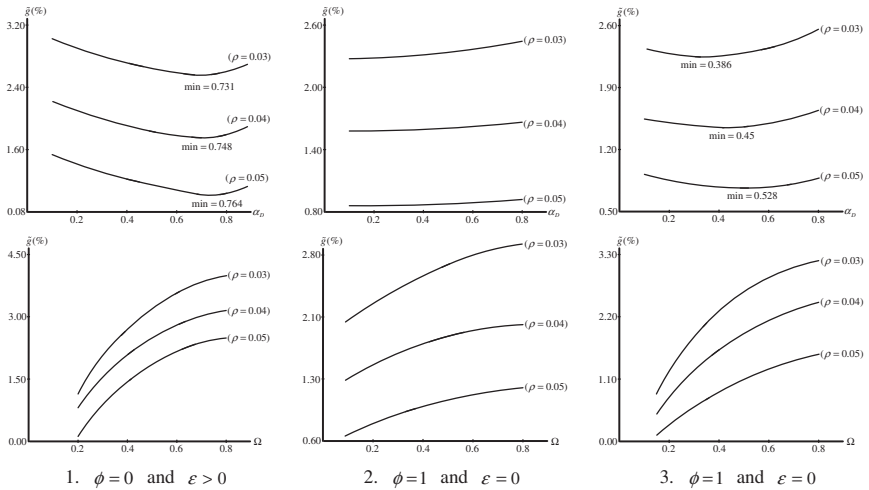 g̃(%)
3.20
(ρ = 0.03)
2.40
min = 0.731
(ρ = 0.04)
1.60
min = 0.748
(ρ = 0.05)
min = 0.764
0.08
0.2 0.4 0.6 0.8 α_D
g̃(%)
2.60
(ρ = 0.03)
2.00
(ρ = 0.04)
1.40
(ρ = 0.05)
0.80
0.2 0.4 0.6 0.8 α_D
g̃(%)
2.60
(ρ = 0.03)
min = 0.386
1.90
(ρ = 0.04)
min = 0.45
1.20
(ρ = 0.05)
min = 0.528
0.50
0.2 0.4 0.6 0.8 α_D
g̃(%)
4.50
(ρ = 0.03)
3.00
(ρ = 0.04)
(ρ = 0.05)
1.50
0.00
0.2 0.4 0.6 0.8 Ω
g̃(%)
2.80
(ρ = 0.03)
2.10
(ρ = 0.04)
1.30
(ρ = 0.05)
0.60
0.2 0.4 0.6 0.8 Ω
g̃(%)
3.30
(ρ = 0.03)
2.20
(ρ = 0.04)
1.10
(ρ = 0.05)
0.00
0.2 0.4 0.6 0.8 Ω
1. ϕ = 0 and ε > 0
2. ϕ = 1 and ε = 0
3. ϕ = 1 and ε = 0